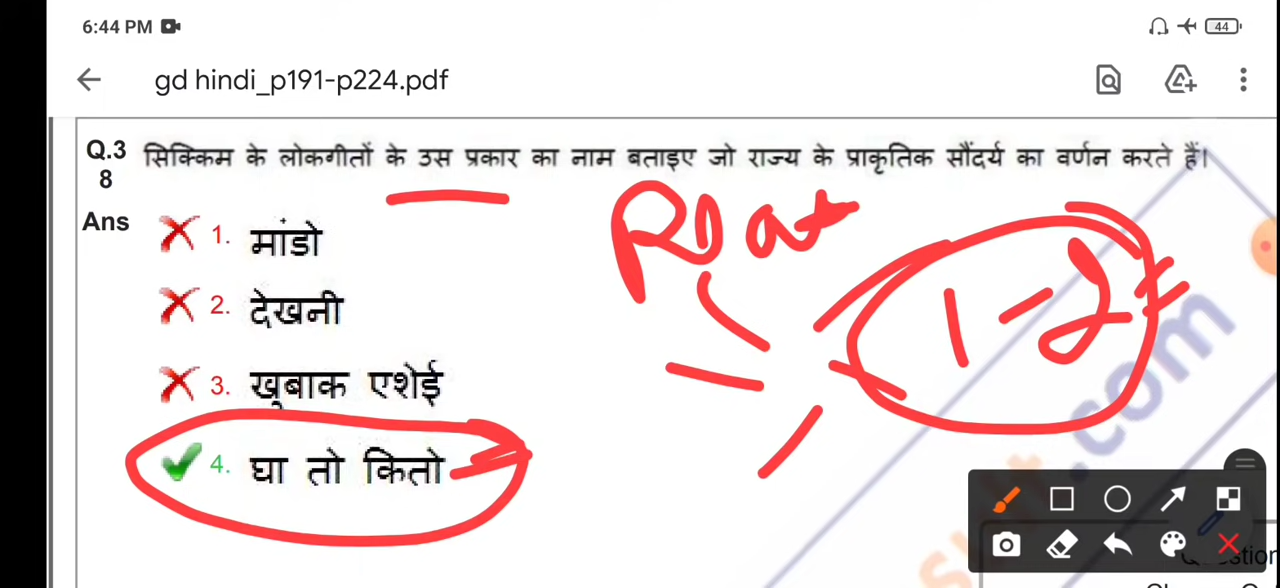 6:44 PM
44
gd hindi_p191-p224.pdf
Q.3 सिक्किम के लोकगीतों के उस प्रकार का नाम बताइए जो राज्य के प्राकृतिक सौंदर्य का वर्णन करते हैं।
8
Ans
1. मांडो
2. देखनी
3. खुबाक एशेई
4. घा तो कितो
1-2
.com